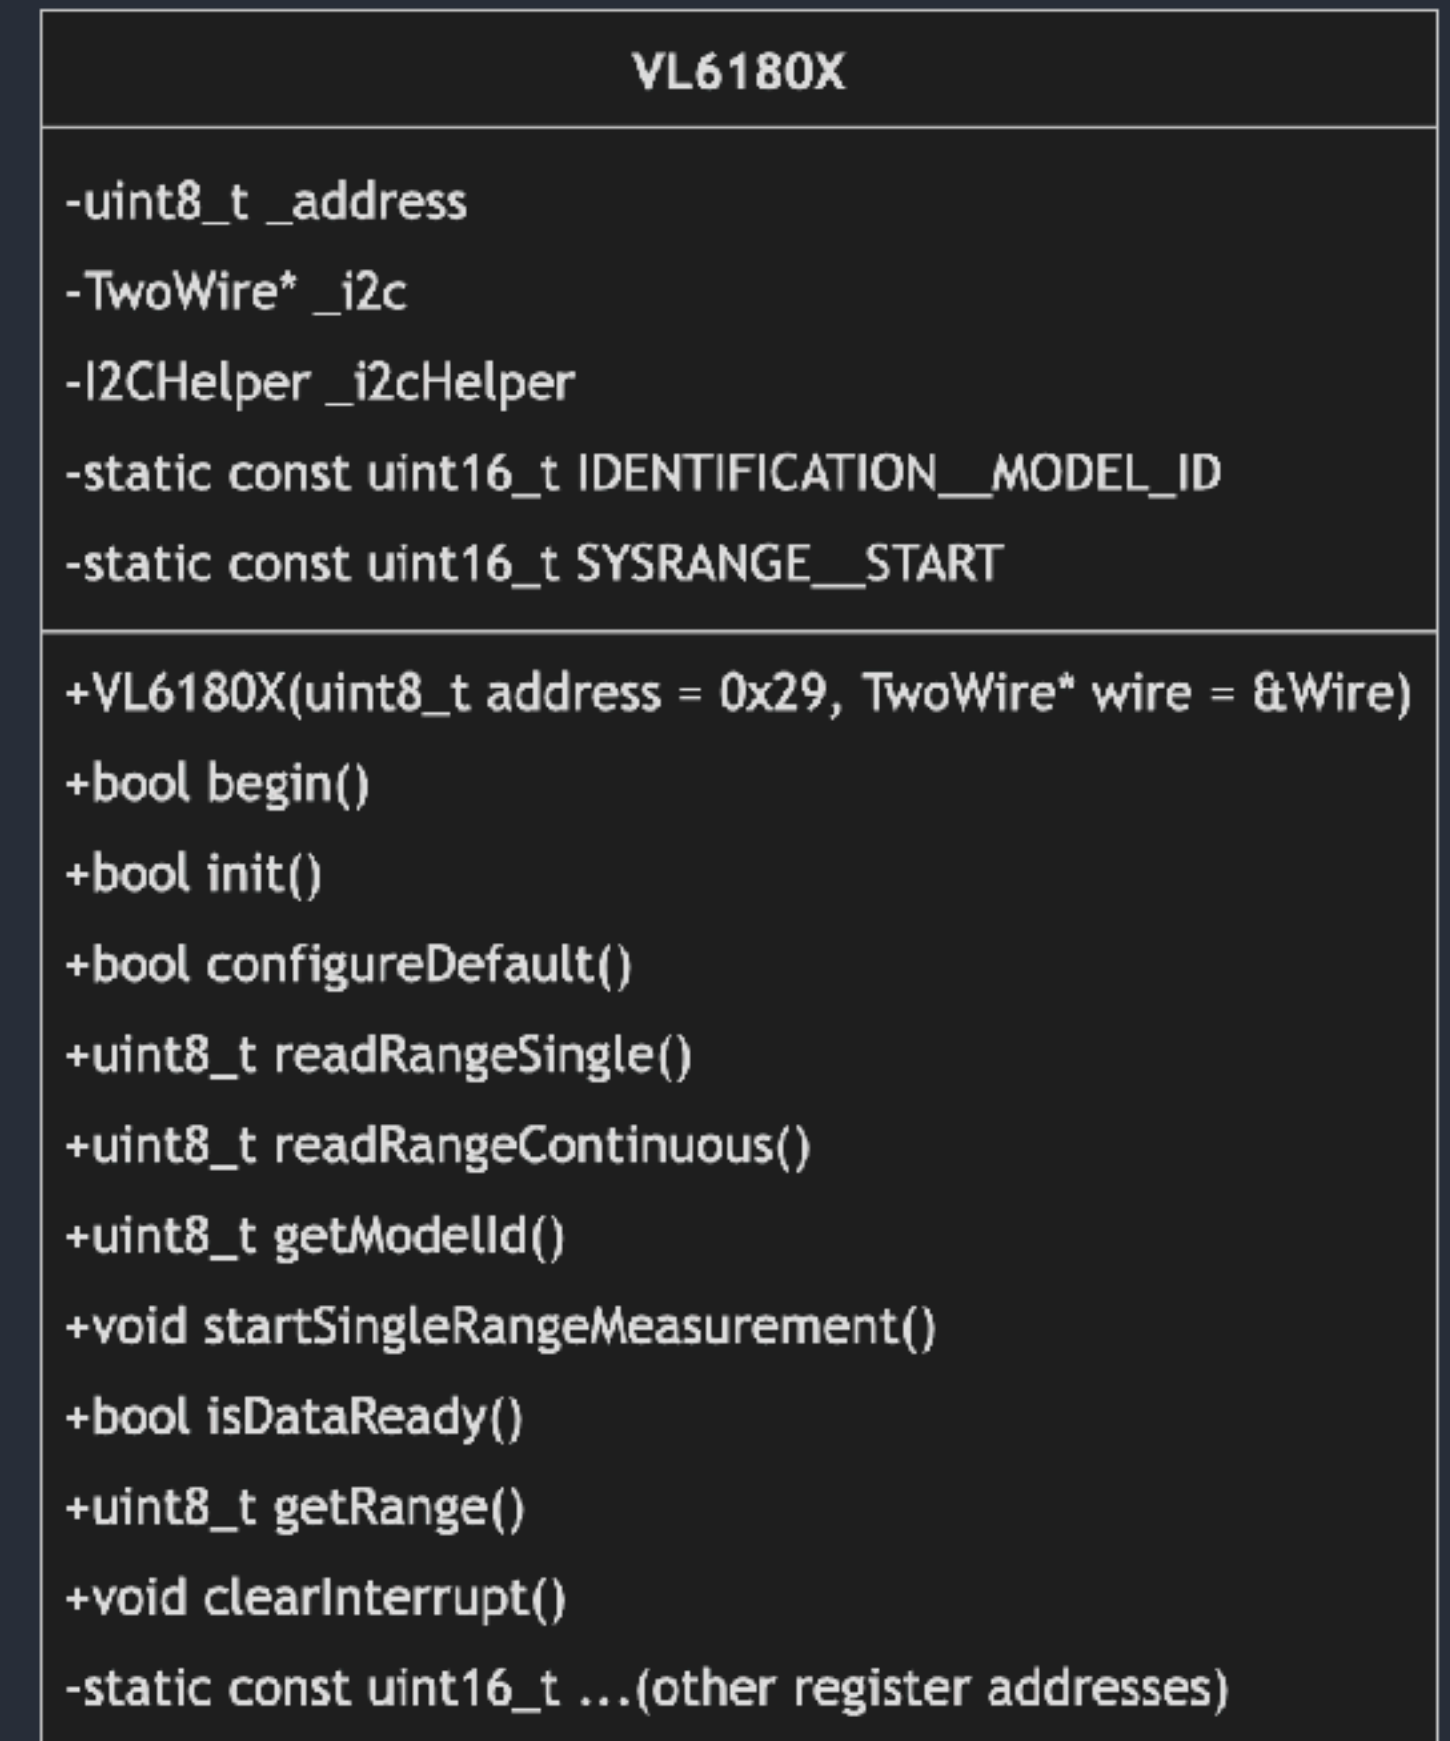 VL6180X
-uint8_t _address
-TwoWire* _i2c
-I2CHelper _i2cHelper
-static const uint16_t IDENTIFICATION__MODEL_ID
-static const uint16_t SYSRANGE__START
+VL6180X(uint8_t address = 0x29, TwoWire* wire = &Wire)
+bool begin()
+bool init()
+bool configureDefault()
+uint8_t readRangeSingle()
+uint8_t readRangeContinuous()
+uint8_t getModelId()
+void startSingleRangeMeasurement()
+bool isDataReady()
+uint8_t getRange()
+void clearInterrupt()
-static const uint16_t ...(other register addresses)